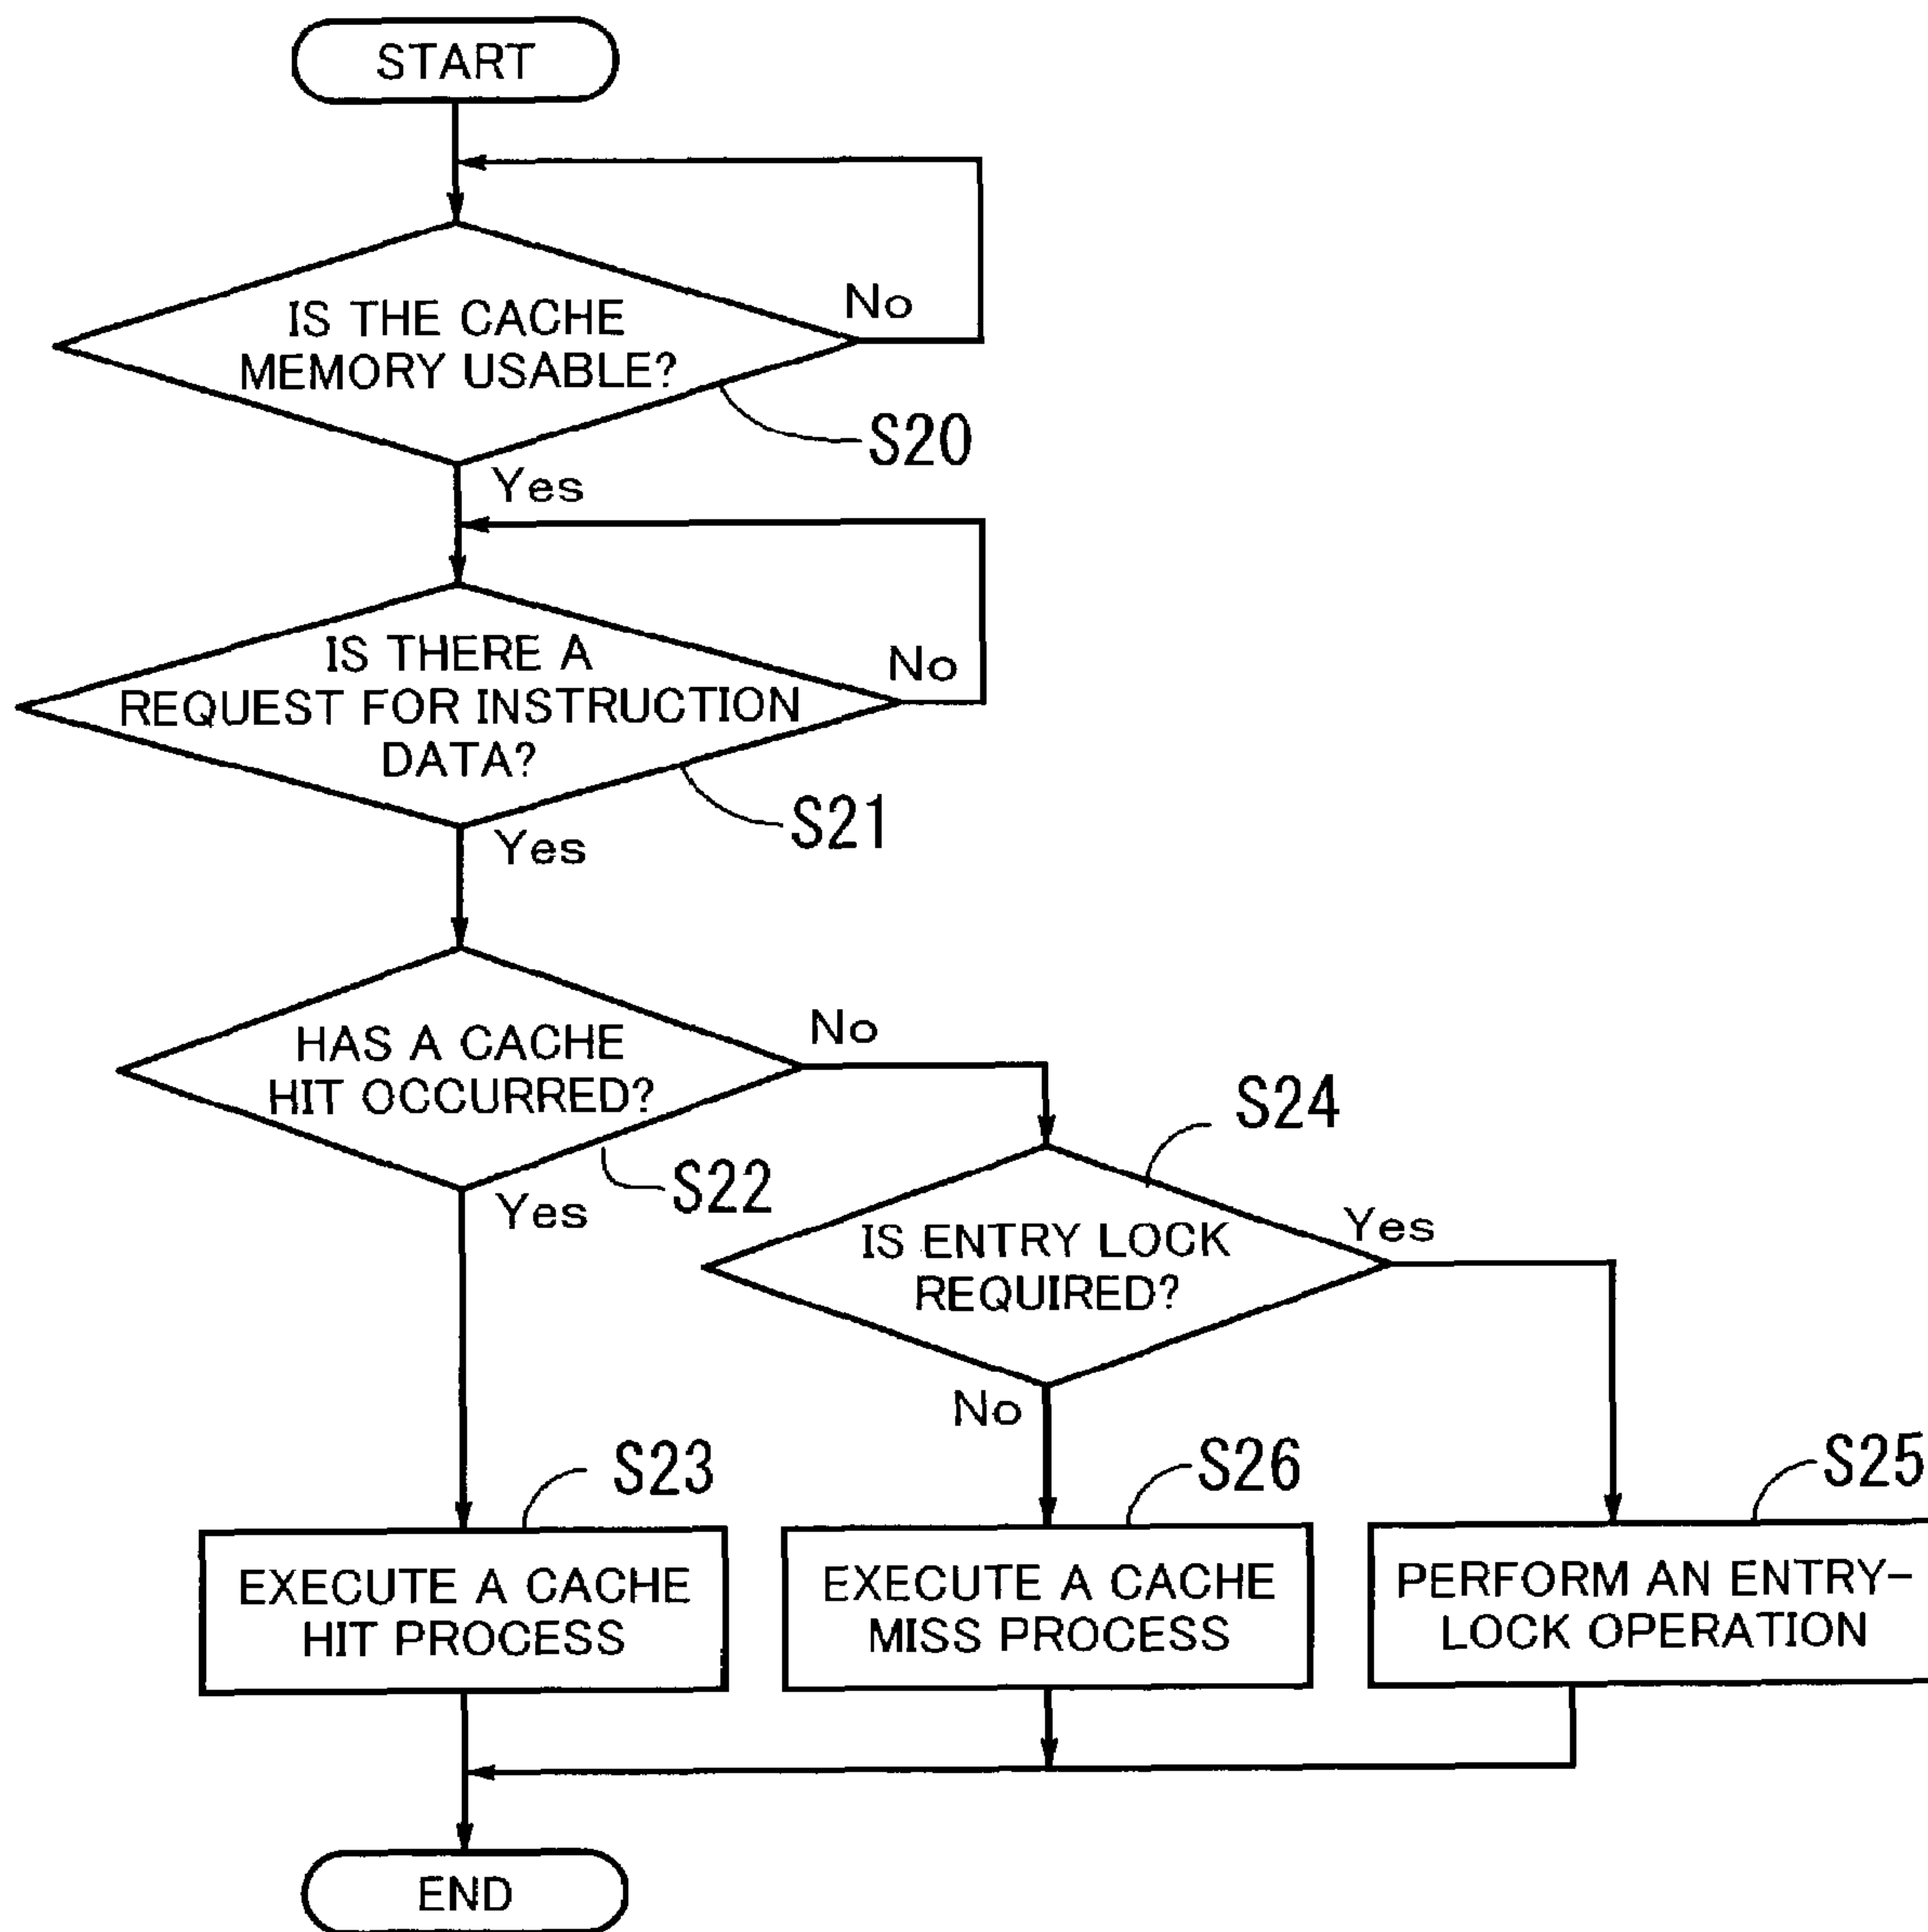 START
IS THE CACHE
MEMORY USABLE?
No
S20
Yes
IS THERE A
REQUEST FOR INSTRUCTION
DATA?
No
S21
Yes
HAS A CACHE
HIT OCCURRED?
No
S22
Yes
S24
IS ENTRY LOCK
REQUIRED?
Yes
No
S23
EXECUTE A CACHE
HIT PROCESS
S26
EXECUTE A CACHE
MISS PROCESS
S25
PERFORM AN ENTRY-
LOCK OPERATION
END